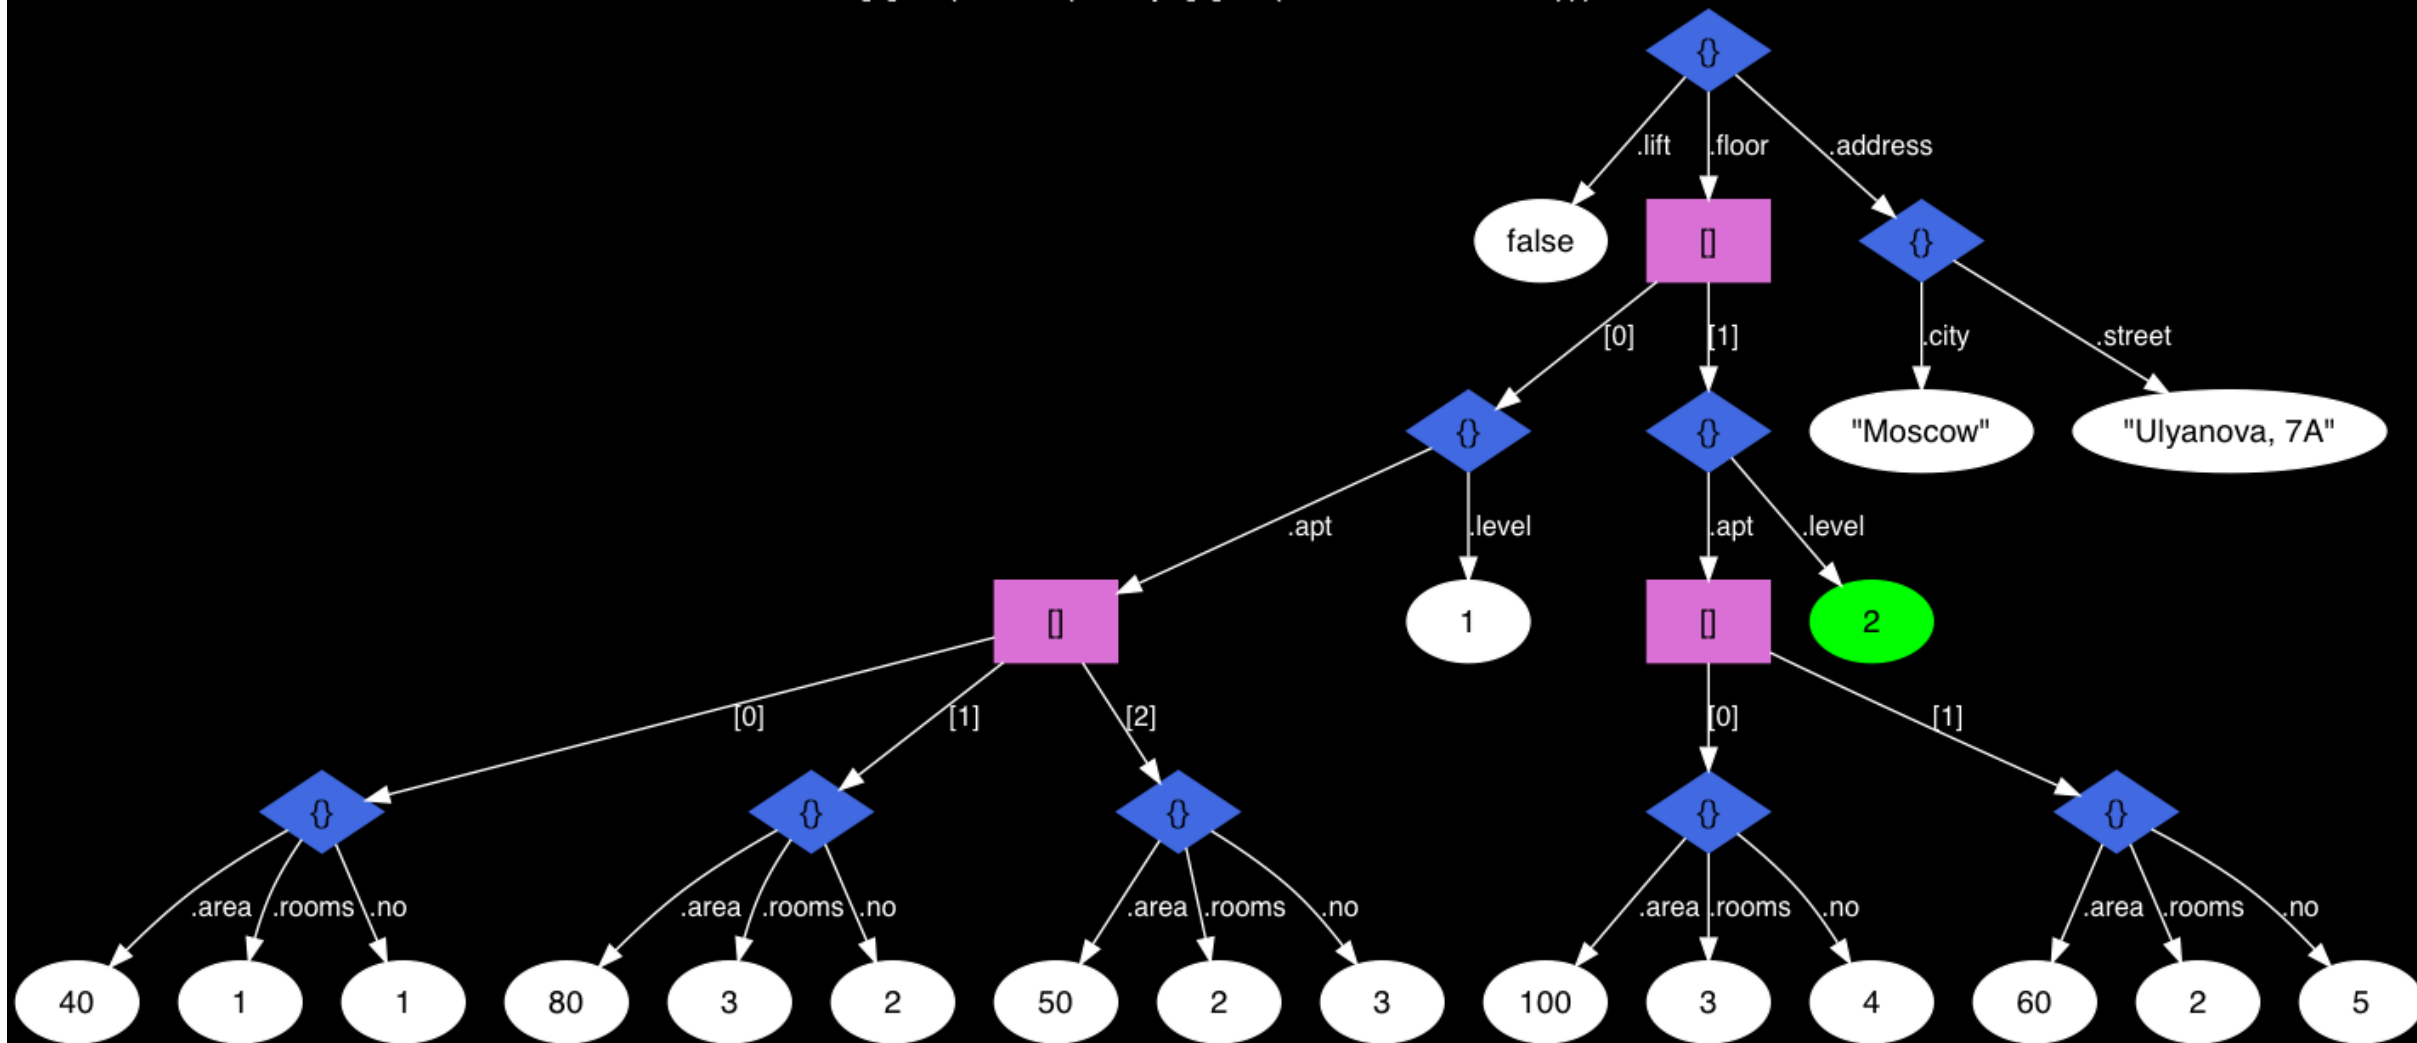 {}
.lift .floor .address
false [] {}
[0] [1] .city .street
{} {} "Moscow" "Ulyanova, 7A"
.apt .level .apt .level
[] 1 [] 2
[0] [1] [2] [0] [1]
{} {} {} {} {}
.area .rooms .no .area .rooms .no .area .rooms .no .area .rooms .no .area .rooms .no
40 1 1 80 3 2 50 2 3 100 3 4 60 2 5